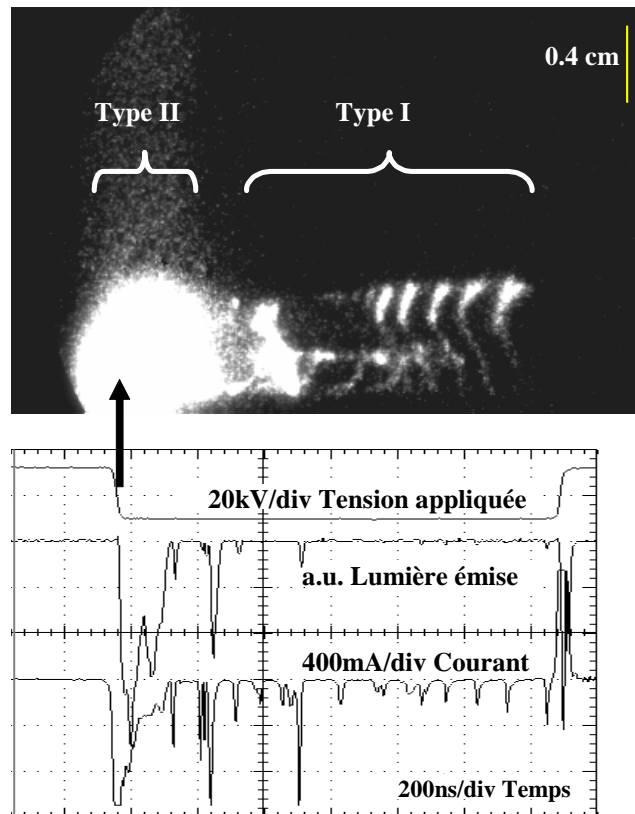 0.4 cm
Type II
Type I
20kV/div Tension appliquée
a.u. Lumière émise
400mA/div Courant
200ns/div Temps